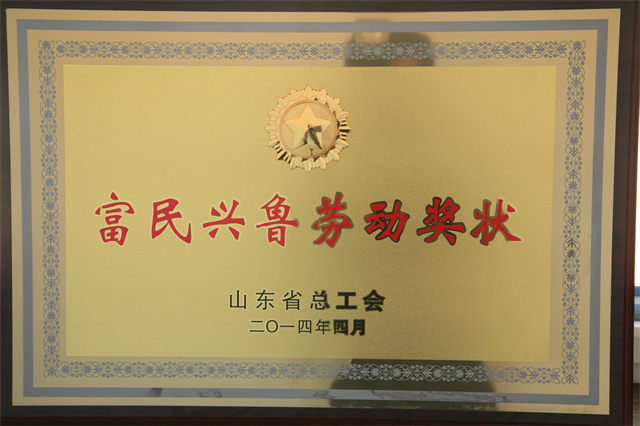 富民兴鲁劳动奖状
山东省总工会
二〇一四年四月